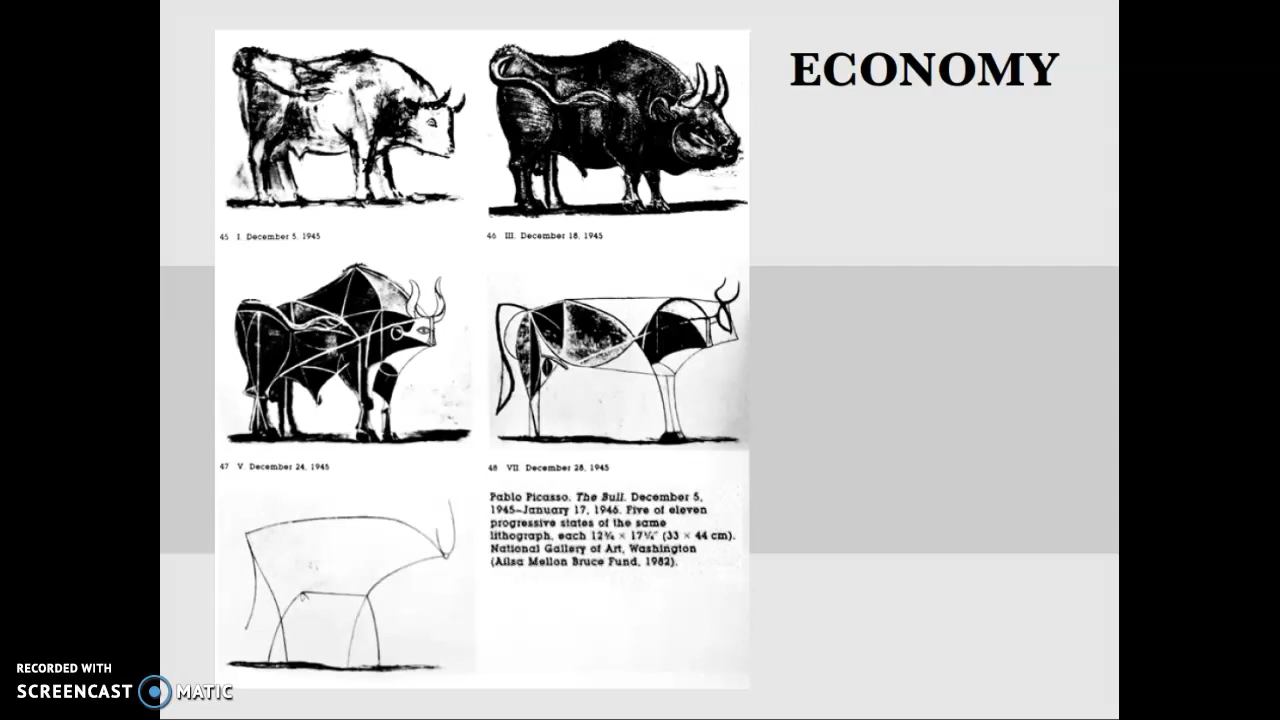 ECONOMY
45 I. December 5, 1945
46 III. December 18, 1945
47 V December 24, 1945
48 VII. December 28, 1945
Pablo Picasso. The Bull. December 5,
1945–January 17, 1946. Five of eleven
progressive states of the same
lithograph, each 12¾ × 17¼" (33 × 44 cm).
National Gallery of Art, Washington
(Ailsa Mellon Bruce Fund, 1982).
RECORDED WITH
SCREENCAST MATIC